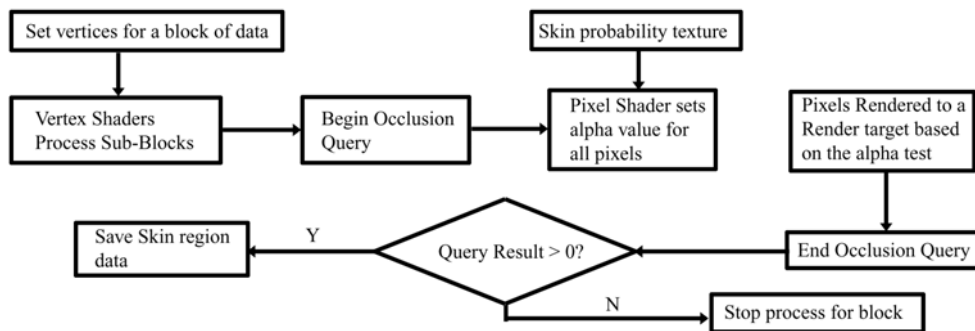 Set vertices for a block of data
Skin probability texture
Vertex Shaders
Process Sub-Blocks
Begin Occlusion
Query
Pixel Shader sets
alpha value for
all pixels
Pixels Rendered to a
Render target based
on the alpha test
Save Skin region
data
Y
Query Result > 0?
End Occlusion Query
N
Stop process for block